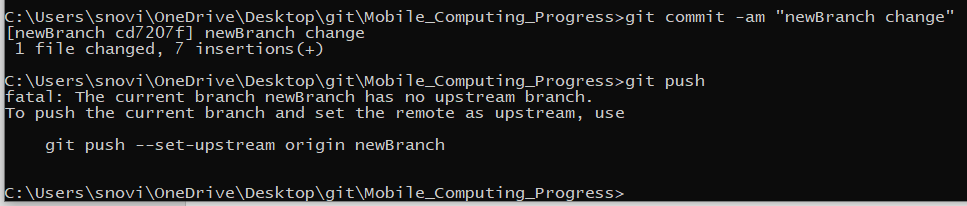 C:\Users\snovi\OneDrive\Desktop\git\Mobile_Computing_Progress>git commit -am "newBranch change"
[newBranch cd7207f] newBranch change
 1 file changed, 7 insertions(+)

C:\Users\snovi\OneDrive\Desktop\git\Mobile_Computing_Progress>git push
fatal: The current branch newBranch has no upstream branch.
To push the current branch and set the remote as upstream, use

    git push --set-upstream origin newBranch

C:\Users\snovi\OneDrive\Desktop\git\Mobile_Computing_Progress>